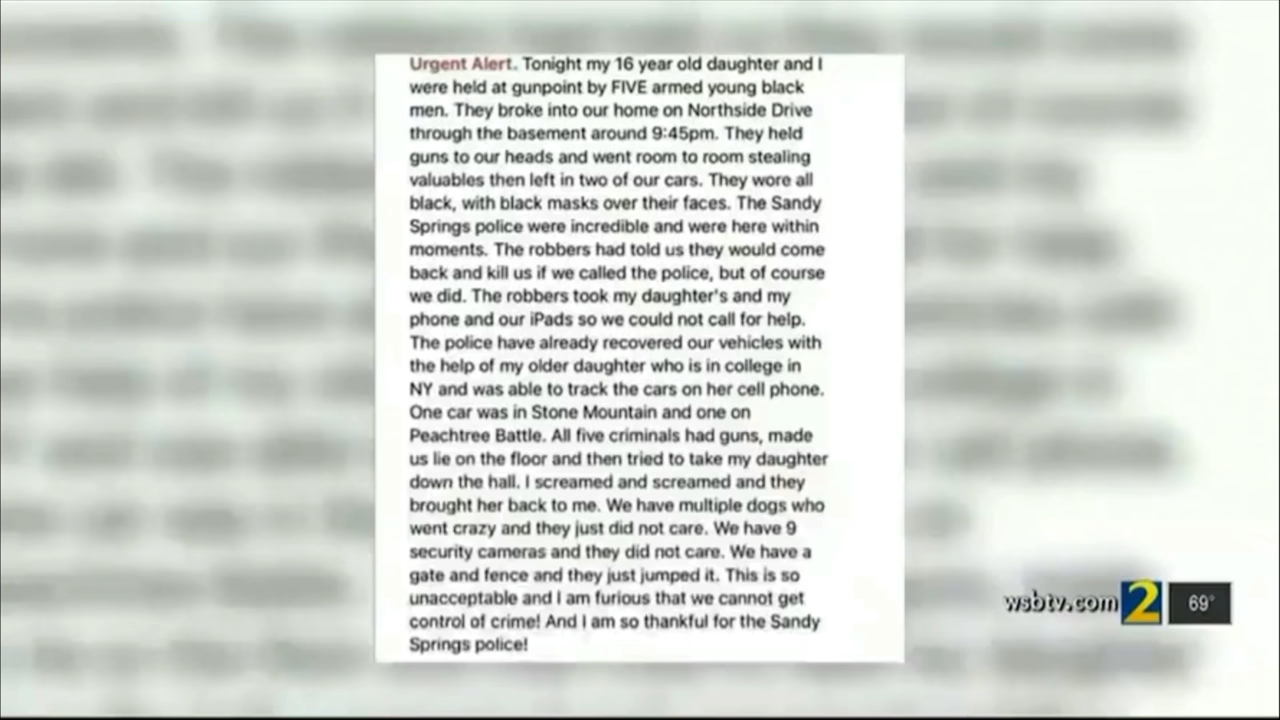 Urgent Alert. Tonight my 16 year old daughter and I
were held at gunpoint by FIVE armed young black
men. They broke into our home on Northside Drive
through the basement around 9:45pm. They held
guns to our heads and went room to room stealing
valuables then left in two of our cars. They wore all
black, with black masks over their faces. The Sandy
Springs police were incredible and were here within
moments. The robbers had told us they would come
back and kill us if we called the police, but of course
we did. The robbers took my daughter's and my
phone and our iPads so we could not call for help.
The police have already recovered our vehicles with
the help of my older daughter who is in college in
NY and was able to track the cars on her cell phone.
One car was in Stone Mountain and one on
Peachtree Battle. All five criminals had guns, made
us lie on the floor and then tried to take my daughter
down the hall. I screamed and screamed and they
brought her back to me. We have multiple dogs who
went crazy and they just did not care. We have 9
security cameras and they did not care. We have a
gate and fence and they just jumped it. This is so
unacceptable and I am furious that we cannot get
control of crime! And I am so thankful for the Sandy
Springs police!
wsbtv.com 2 69°